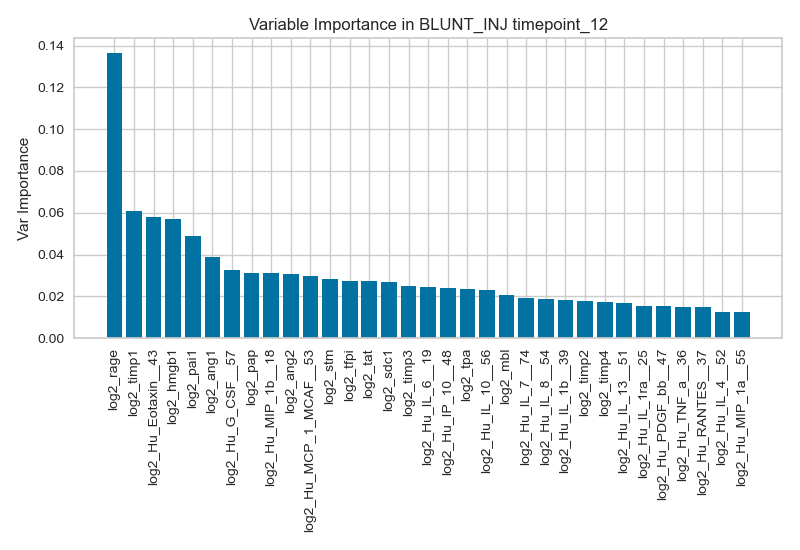 Variable Importance in BLUNT_INJ timepoint_12
Var Importance
0.14
0.12
0.10
0.08
0.06
0.04
0.02
0.00
log2_rage
log2_timp1
log2_Hu_Eotaxin__43
log2_hmgb1
log2_pai1
log2_ang1
log2_Hu_G_CSF__57
log2_pap
log2_Hu_MIP_1b__18
log2_ang2
log2_Hu_MCP_1_MCAF__53
log2_stm
log2_tfpi
log2_tat
log2_sdc1
log2_timp3
log2_Hu_IL_6__19
log2_Hu_IP_10__48
log2_tpa
log2_Hu_IL_10__56
log2_mbl
log2_Hu_IL_7__74
log2_Hu_IL_8__54
log2_Hu_IL_1b__39
log2_timp2
log2_timp4
log2_Hu_IL_13__51
log2_Hu_IL_1ra__25
log2_Hu_PDGF_bb__47
log2_Hu_TNF_a__36
log2_Hu_RANTES__37
log2_Hu_IL_4__52
log2_Hu_MIP_1a__55